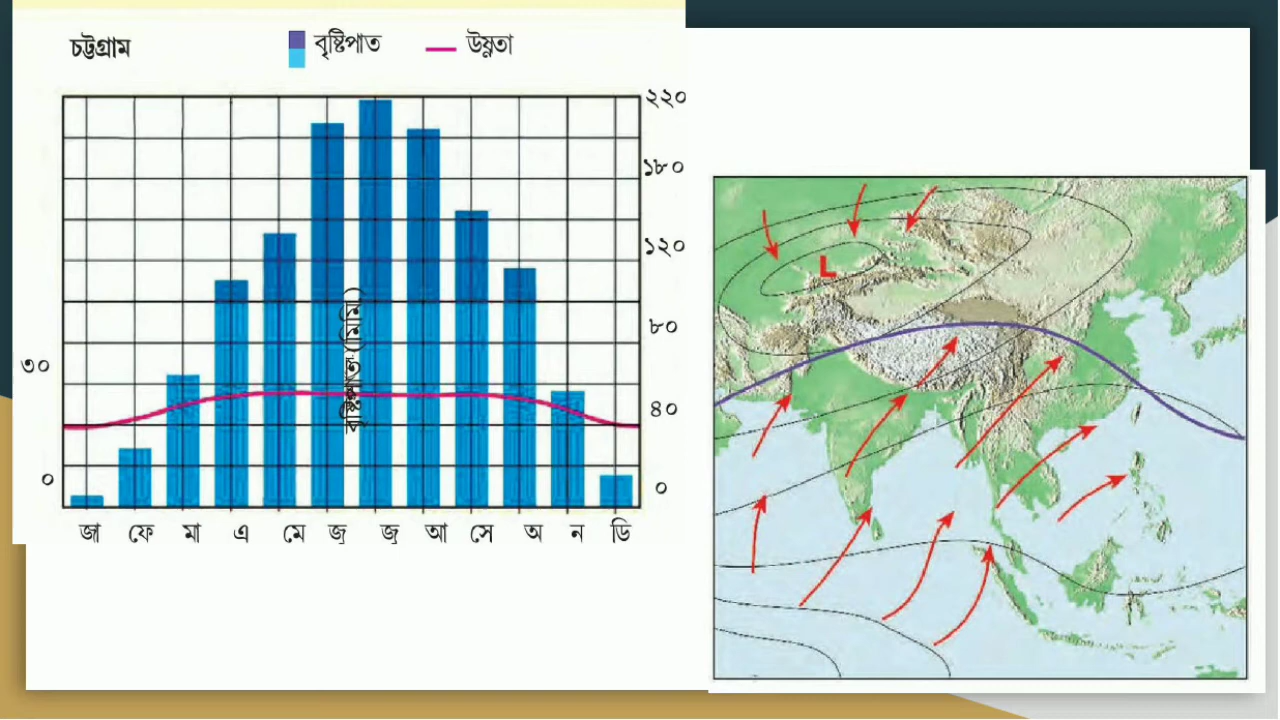 চট্টগ্রাম
বৃষ্টিপাত
উষ্ণতা
২২০
১৮০
১২০
৮০
৪০
০
৩০
০
বৃষ্টিপাত (মিমি)
জা ফে মা এ মে জু জু আ সে অ ন ডি
L